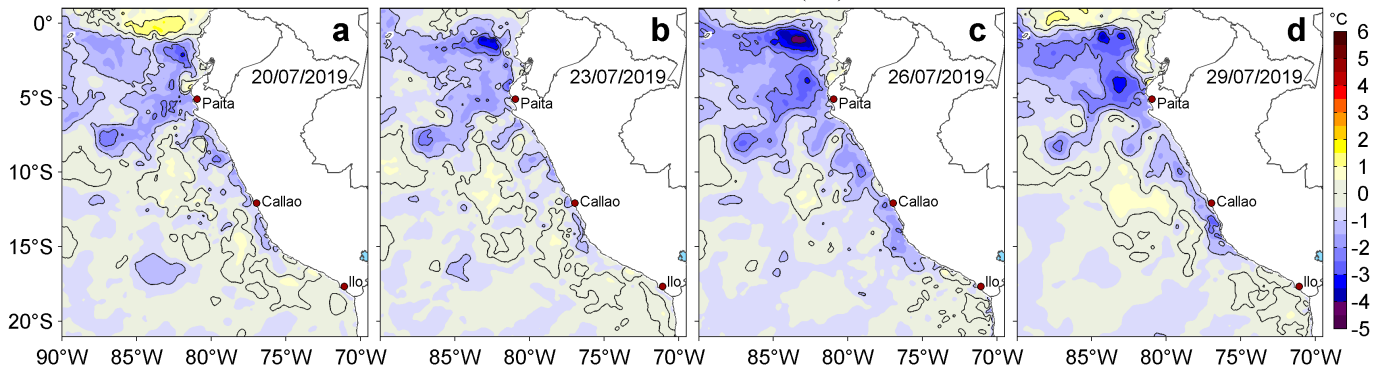 a
b
c
d
°C
0°
5°S
10°S
15°S
20°S
20/07/2019
23/07/2019
26/07/2019
29/07/2019
Paita
Callao
Ilo
Paita
Callao
Ilo
Paita
Callao
Ilo
Paita
Callao
Ilo
6
5
4
3
2
1
0
-1
-2
-3
-4
-5
90°W 85°W 80°W 75°W 70°W
85°W 80°W 75°W 70°W
85°W 80°W 75°W 70°W
85°W 80°W 75°W 70°W